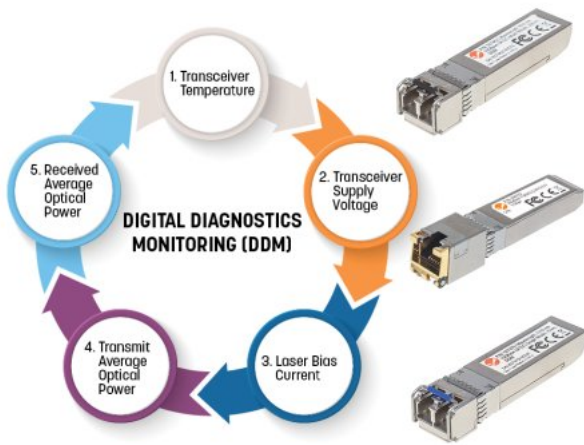 1. Transceiver
Temperature
2. Transceiver
Supply
Voltage
3. Laser Bias
Current
4. Transmit
Average
Optical
Power
5. Received
Average
Optical
Power
DIGITAL DIAGNOSTICS
MONITORING (DDM)